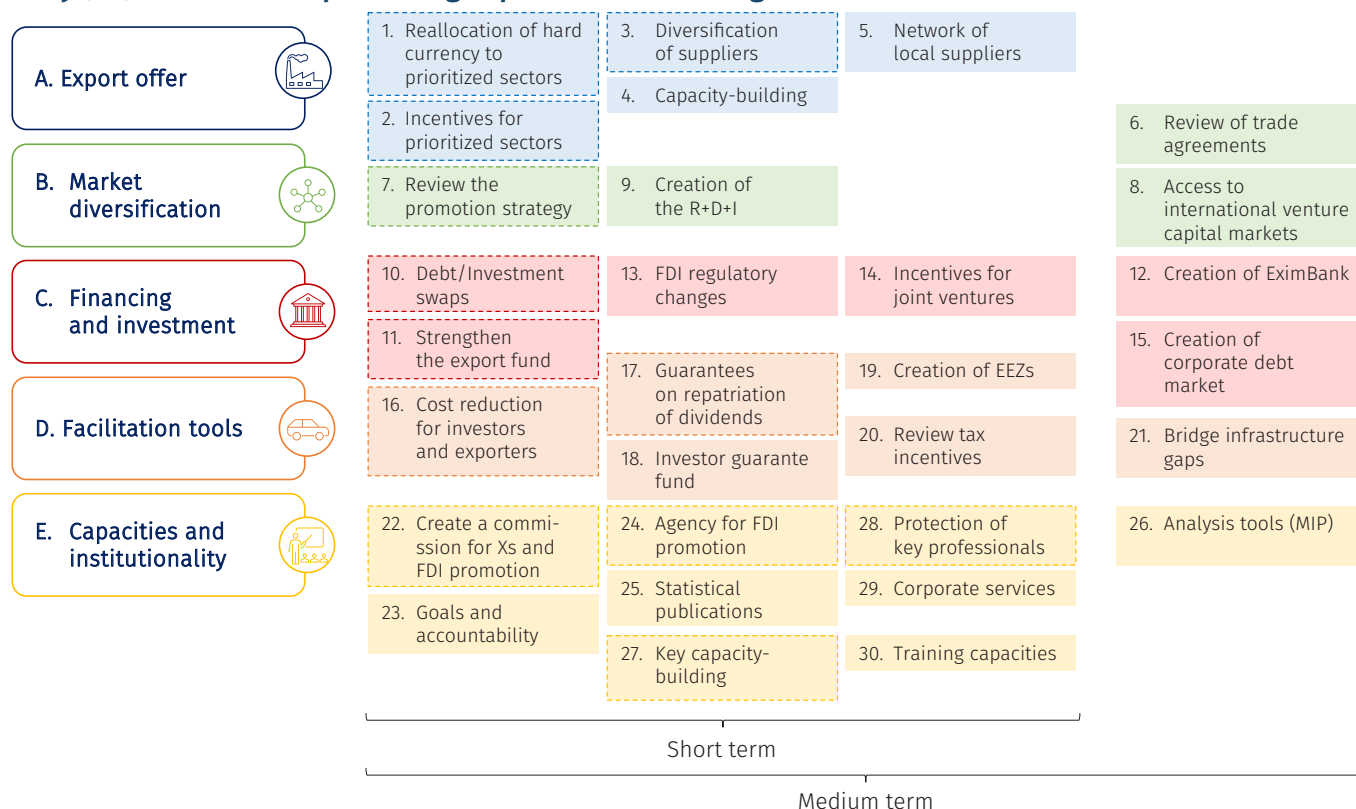 A. Export offer
1. Reallocation of hard
currency to
prioritized sectors
2. Incentives for
prioritized sectors
3. Diversification
of suppliers
4. Capacity-building
5. Network of
local suppliers
6. Review of trade
agreements
B. Market
diversification
7. Review the
promotion strategy
9. Creation of
the R+D+I
8. Access to
international venture
capital markets
C. Financing
and investment
10. Debt/Investment
swaps
11. Strengthen
the export fund
13. FDI regulatory
changes
14. Incentives for
joint ventures
12. Creation of EximBank
15. Creation of
corporate debt
market
D. Facilitation tools
16. Cost reduction
for investors
and exporters
17. Guarantees
on repatriation
of dividends
18. Investor guarante
fund
19. Creation of EEZs
20. Review tax
incentives
21. Bridge infrastructure
gaps
E. Capacities and
institutionality
22. Create a commi-
ssion for Xs and
FDI promotion
23. Goals and
accountability
24. Agency for FDI
promotion
25. Statistical
publications
27. Key capacity-
building
28. Protection of
key professionals
29. Corporate services
30. Training capacities
26. Analysis tools (MIP)
Short term
Medium term